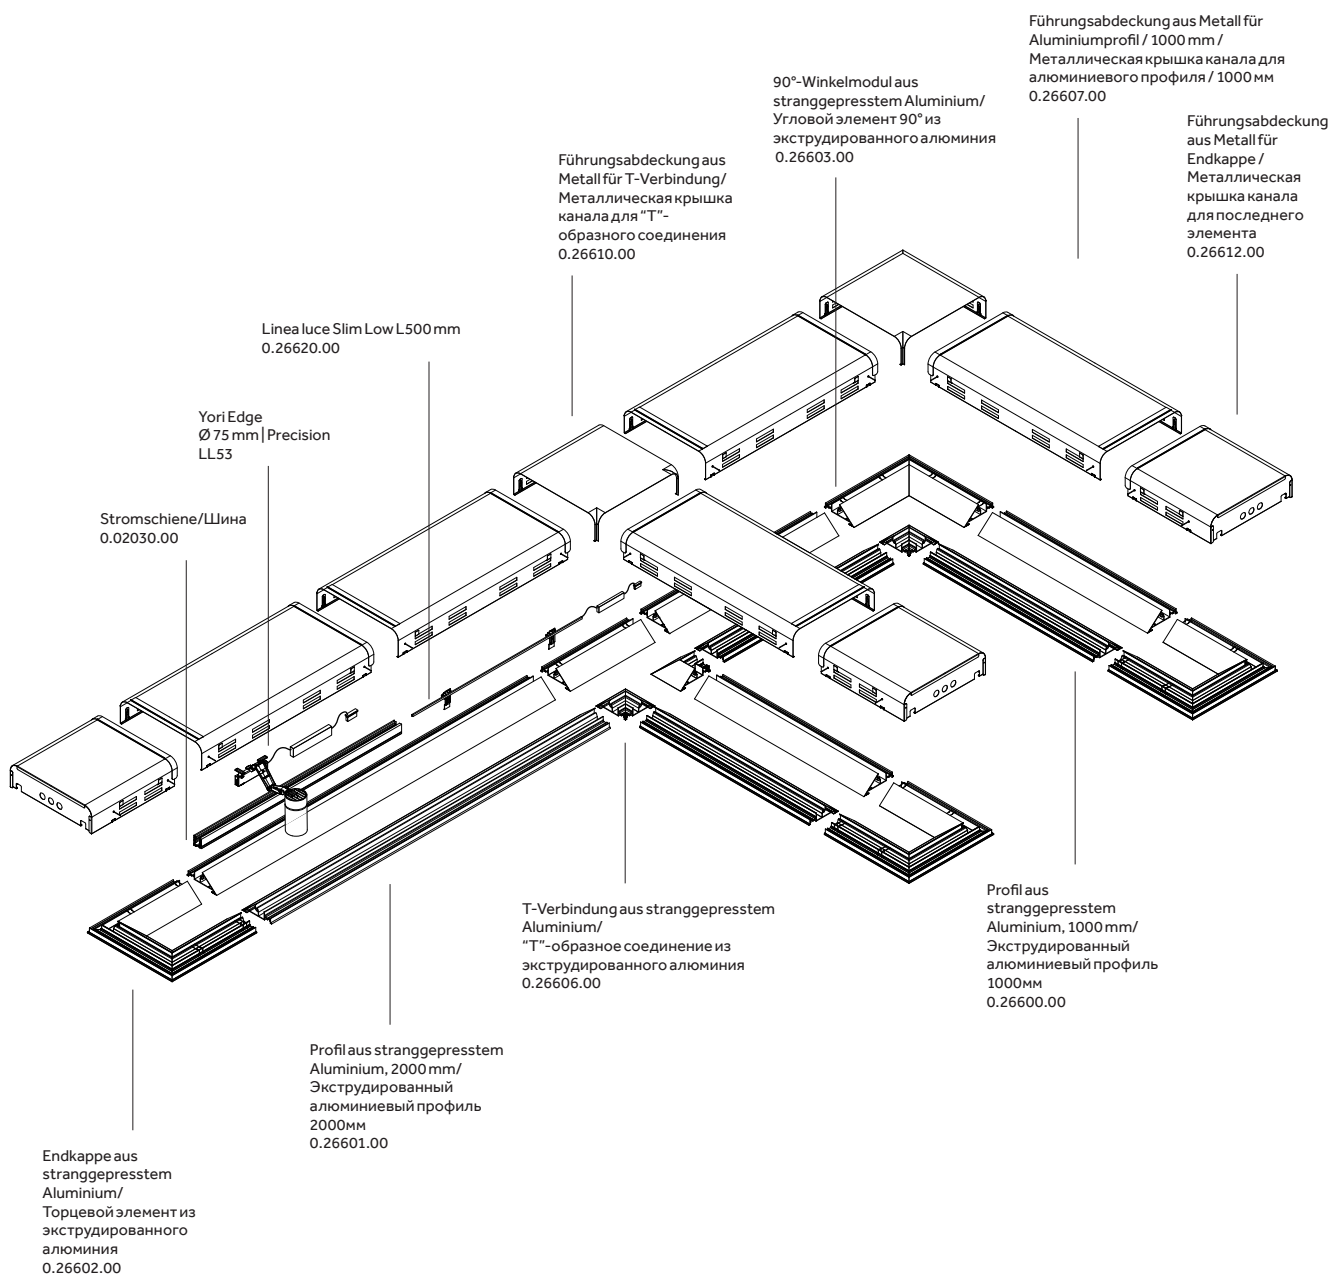 Führungsabdeckung aus Metall für
Aluminiumprofil / 1000 mm /
Металлическая крышка канала для
алюминиевого профиля / 1000 мм
0.26607.00
90°-Winkelmodul aus
stranggepresstem Aluminium/
Угловой элемент 90° из
экструдированного алюминия
0.26603.00
Führungsabdeckung
aus Metall für
Endkappe /
Металлическая
крышка канала
для последнего
элемента
0.26612.00
Führungsabdeckung aus
Metall für T-Verbindung/
Металлическая крышка
канала для "T"-
образного соединения
0.26610.00
Linea luce Slim Low L500 mm
0.26620.00
Yori Edge
Ø 75 mm | Precision
LL53
Stromschiene/Шина
0.02030.00
T-Verbindung aus stranggepresstem
Aluminium/
"T"-образное соединение из
экструдированного алюминия
0.26606.00
Profil aus
stranggepresstem
Aluminium, 1000 mm/
Экструдированный
алюминиевый профиль
1000мм
0.26600.00
Profil aus stranggepresstem
Aluminium, 2000 mm/
Экструдированный
алюминиевый профиль
2000мм
0.26601.00
Endkappe aus
stranggepresstem
Aluminium/
Торцевой элемент из
экструдированного
алюминия
0.26602.00